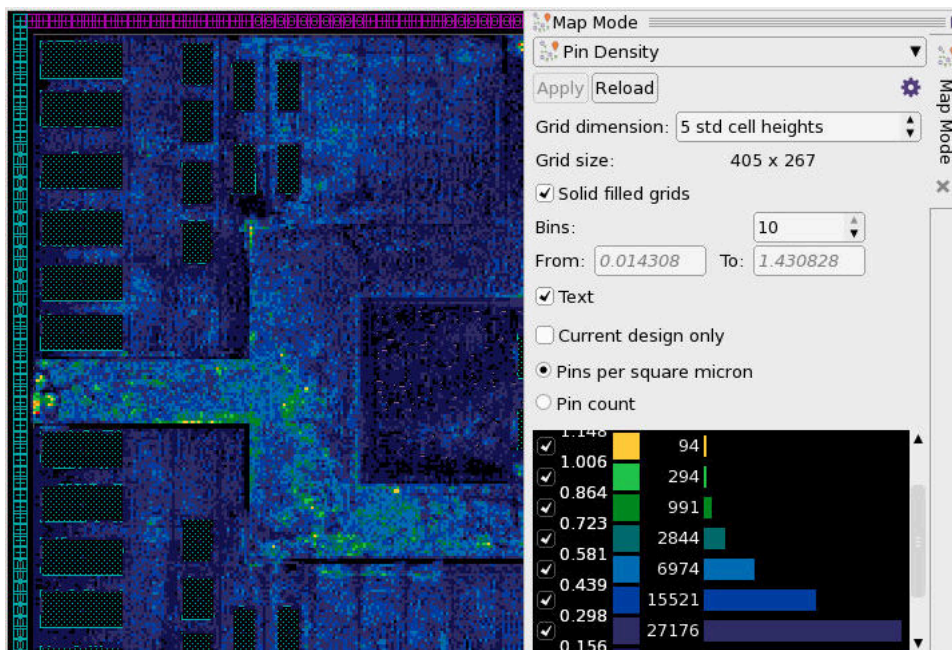 Map Mode
Pin Density
Apply Reload
Map Mode
Grid dimension: 5 std cell heights
Grid size: 405 x 267
Solid filled grids
Bins: 10
From: 0.014308 To: 1.430828
Text
Current design only
Pins per square micron
Pin count
1.148
94
1.006
294
0.864
991
0.723
2844
0.581
6974
0.439
15521
0.298
27176
0.156